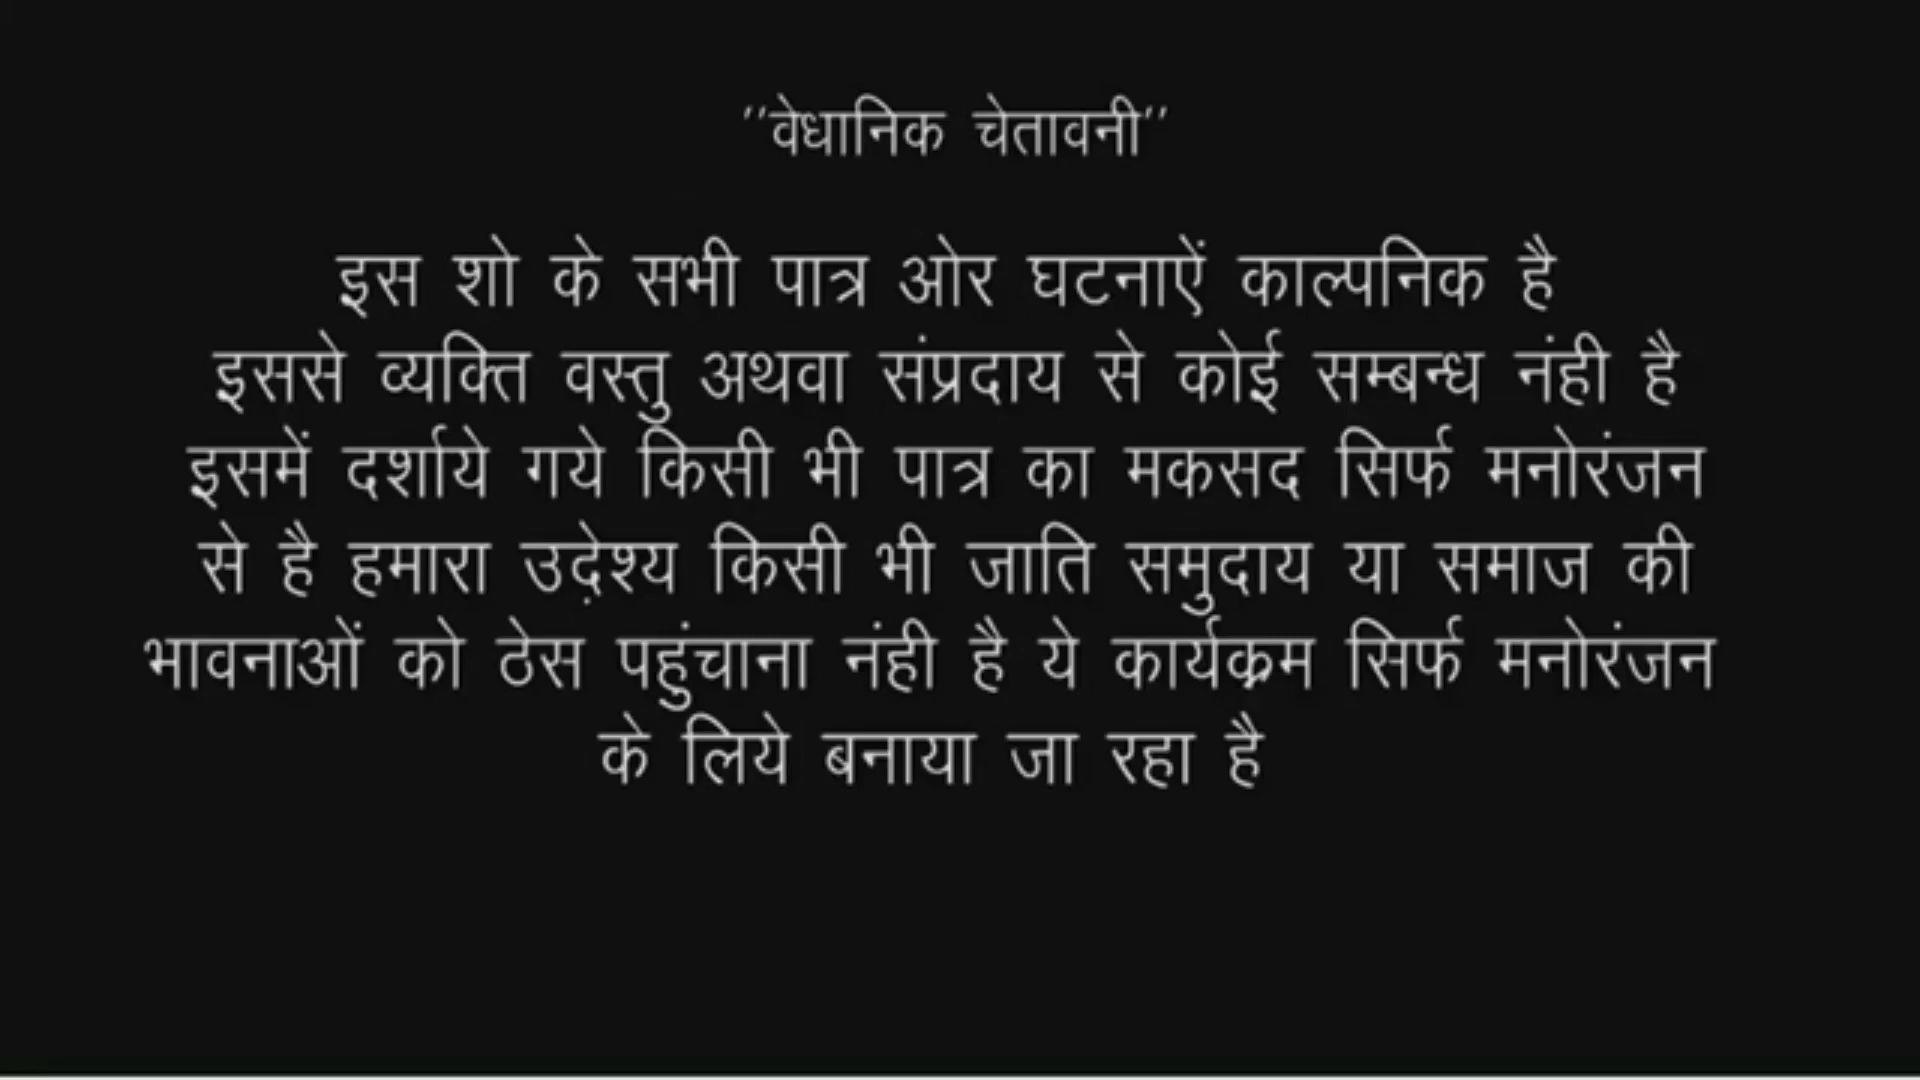 "वेधानिक चेतावनी"
इस शो के सभी पात्र ओर घटनाऐं काल्पनिक है
इससे व्यक्ति वस्तु अथवा संप्रदाय से कोई सम्बन्ध नंही है
इसमें दर्शाये गये किसी भी पात्र का मकसद सिर्फ मनोरंजन
से है हमारा उद़ेश्य किसी भी जाति समुदाय या समाज की
भावनाओं को ठेस पहुंचाना नंही है ये कार्यक्रम सिर्फ मनोरंजन
के लिये बनाया जा रहा है